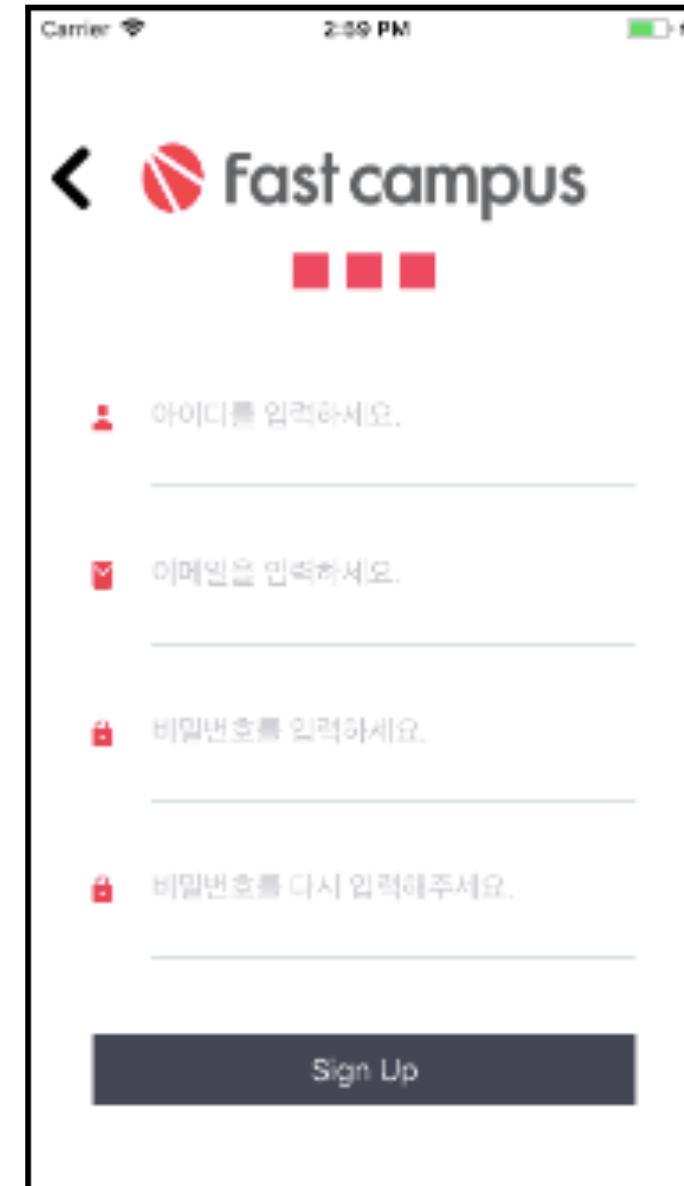 Carrier 2:59 PM
fast campus
아이디를 입력하세요.
이메일을 입력하세요.
비밀번호를 입력하세요.
비밀번호를 다시 입력해주세요.
Sign Up